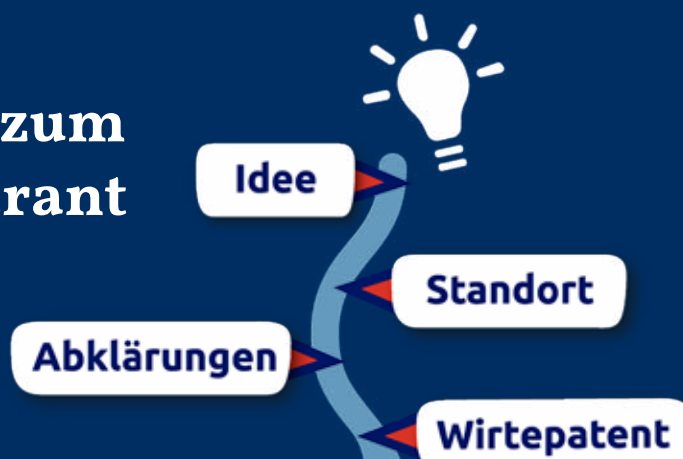 zum
rant
Idee
Standort
Abklärungen
Wirtepatent